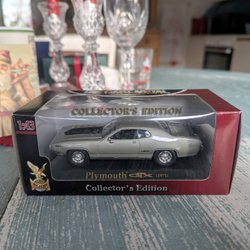 COLLECTOR'S EDITION
1:43
Plymouth GTX (1971)
Collector's Edition